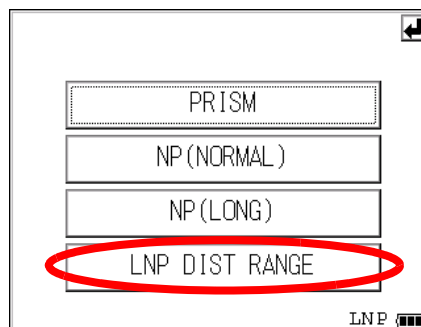 PRISM
NP(NORMAL)
NP(LONG)
LNP DIST RANGE
LNP